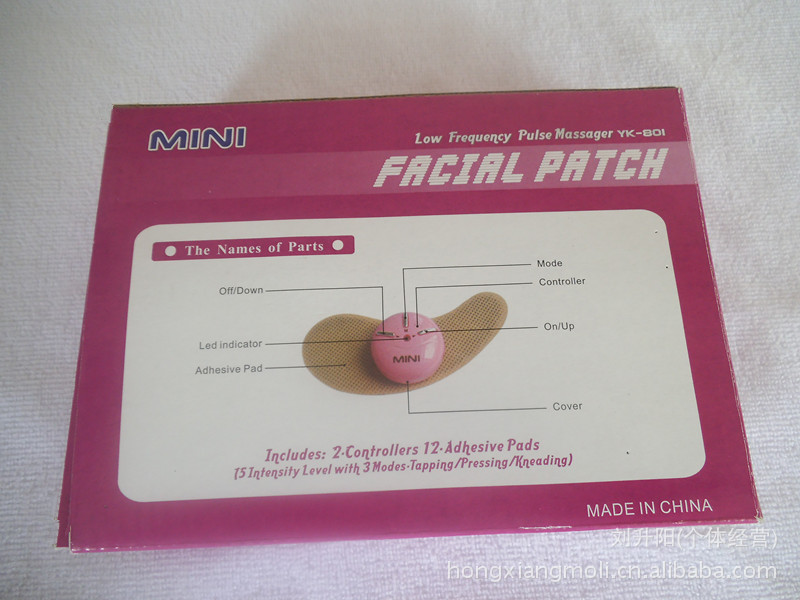 MINI
Low Frequency Pulse Massager YK-801
FACIAL PATCH
The Names of Parts
Mode
Off/Down
Controller
On/Up
Led indicator
MINI
Adhesive Pad
Cover
Includes: 2-Controllers 12-Adhesive Pads
(5 Intensity Level with 3 Modes-Tapping/Pressing/Kneading)
MADE IN CHINA
刘升阳(个体经营)
hongxiangmoli.cn.alibaba.com